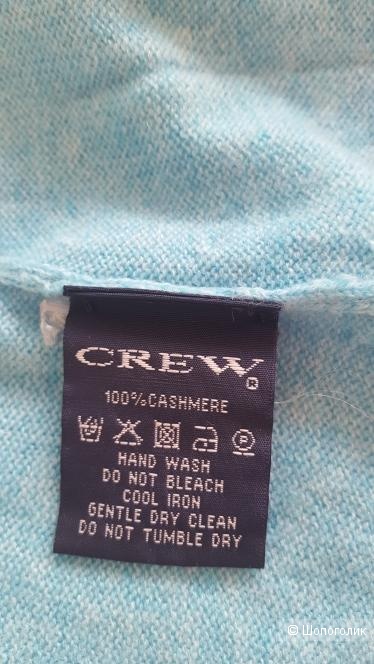 CREW®
100%CASHMERE
P
HAND WASH
DO NOT BLEACH
COOL IRON
GENTLE DRY CLEAN
DO NOT TUMBLE DRY
© Шопоголик